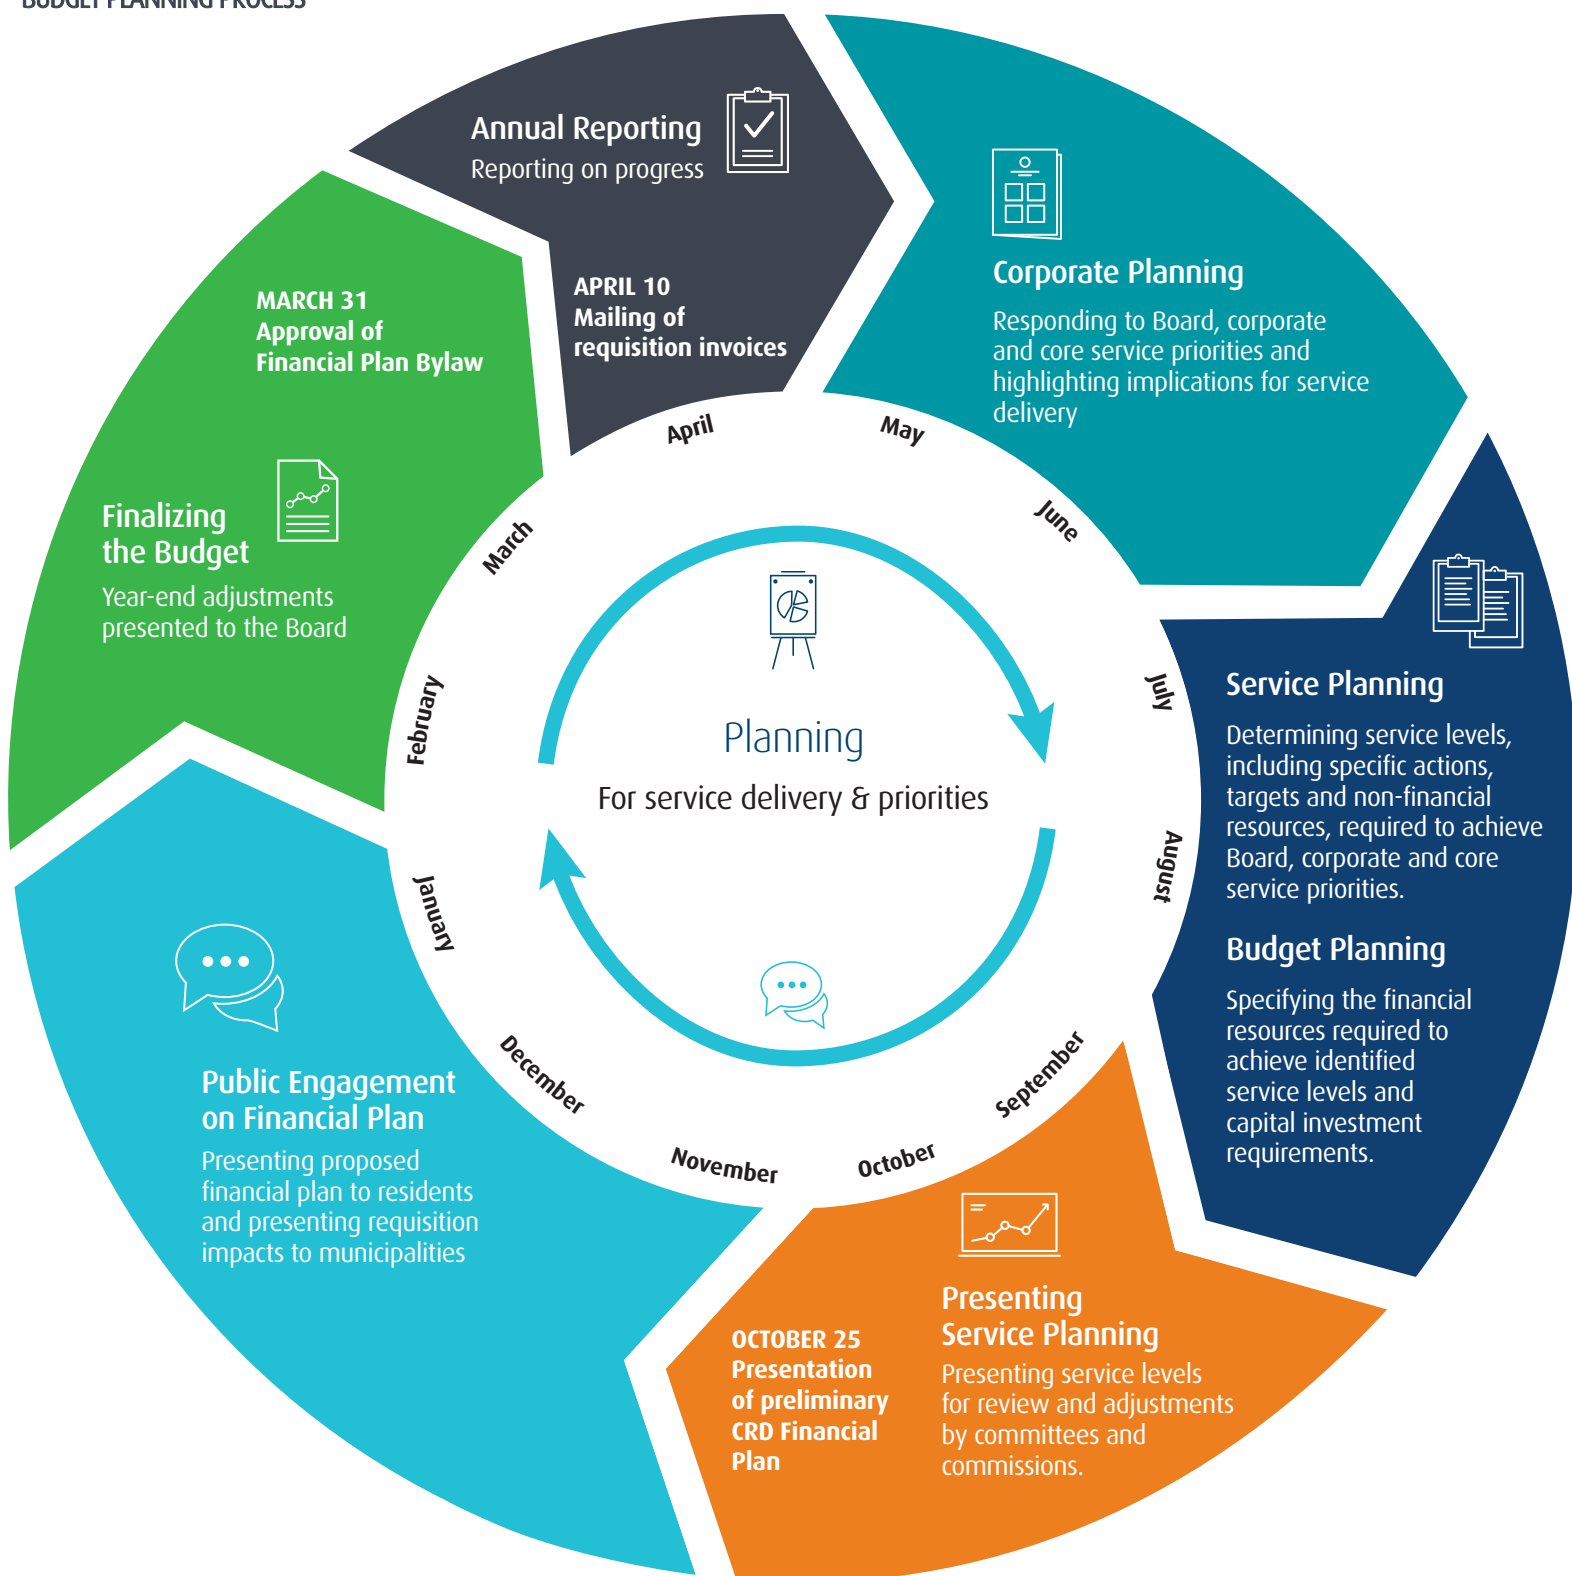 BUDGET PLANNING PROCESS
Annual Reporting
Reporting on progress
APRIL 10
Mailing of
requisition invoices
Corporate Planning
Responding to Board, corporate
and core service priorities and
highlighting implications for service
delivery
Service Planning
Determining service levels,
including specific actions,
targets and non-financial
resources, required to achieve
Board, corporate and core
service priorities.
Budget Planning
Specifying the financial
resources required to
achieve identified
service levels and
capital investment
requirements.
Presenting
Service Planning
Presenting service levels
for review and adjustments
by committees and
commissions.
OCTOBER 25
Presentation
of preliminary
CRD Financial
Plan
Public Engagement
on Financial Plan
Presenting proposed
financial plan to residents
and presenting requisition
impacts to municipalities
Finalizing
the Budget
Year-end adjustments
presented to the Board
MARCH 31
Approval of
Financial Plan Bylaw
April
May
June
July
August
September
October
November
December
January
February
March
Planning
For service delivery & priorities